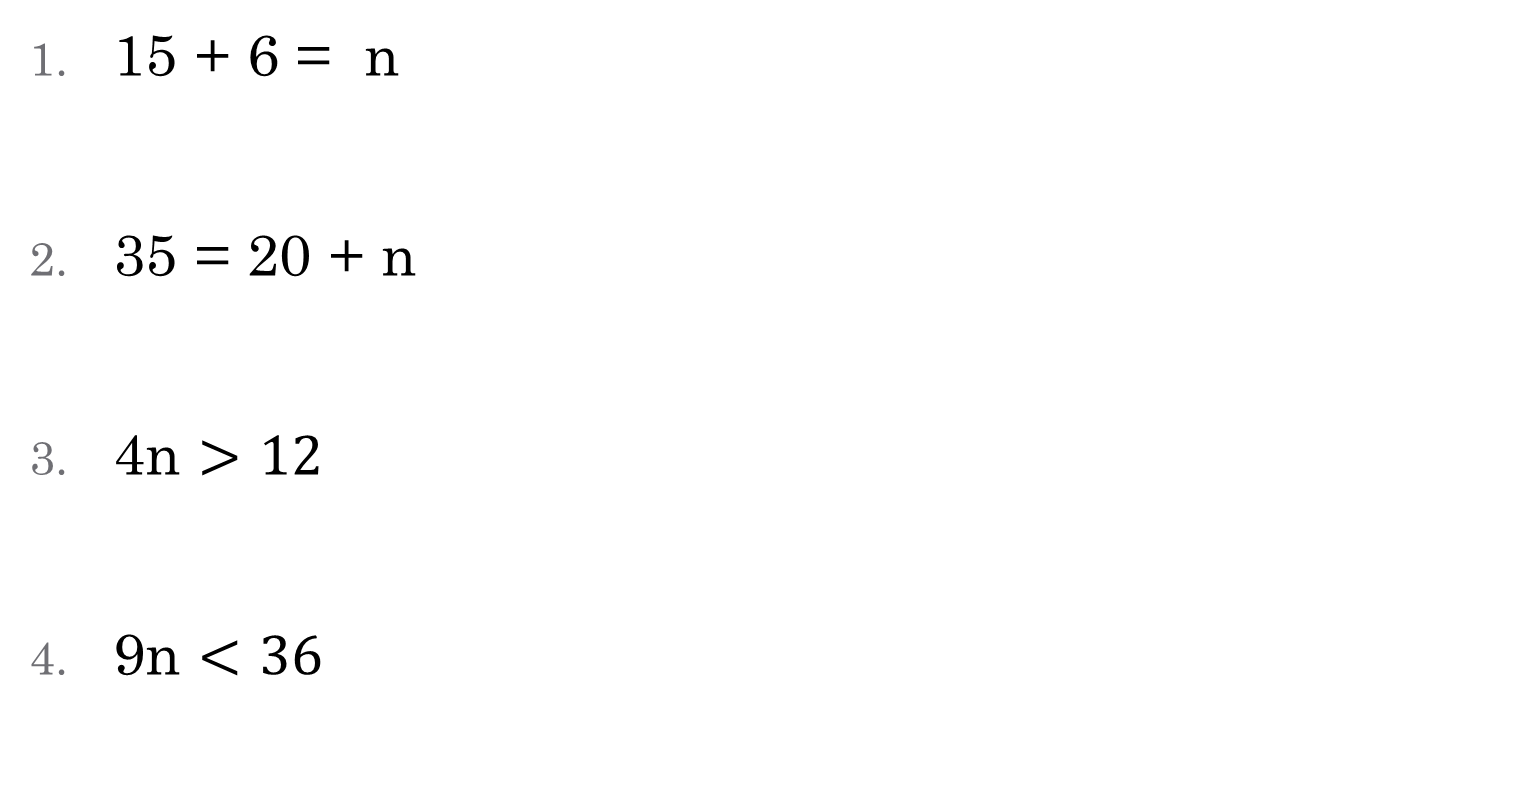 1. 15 + 6 = n
2. 35 = 20 + n
3. 4n > 12
4. 9n < 36